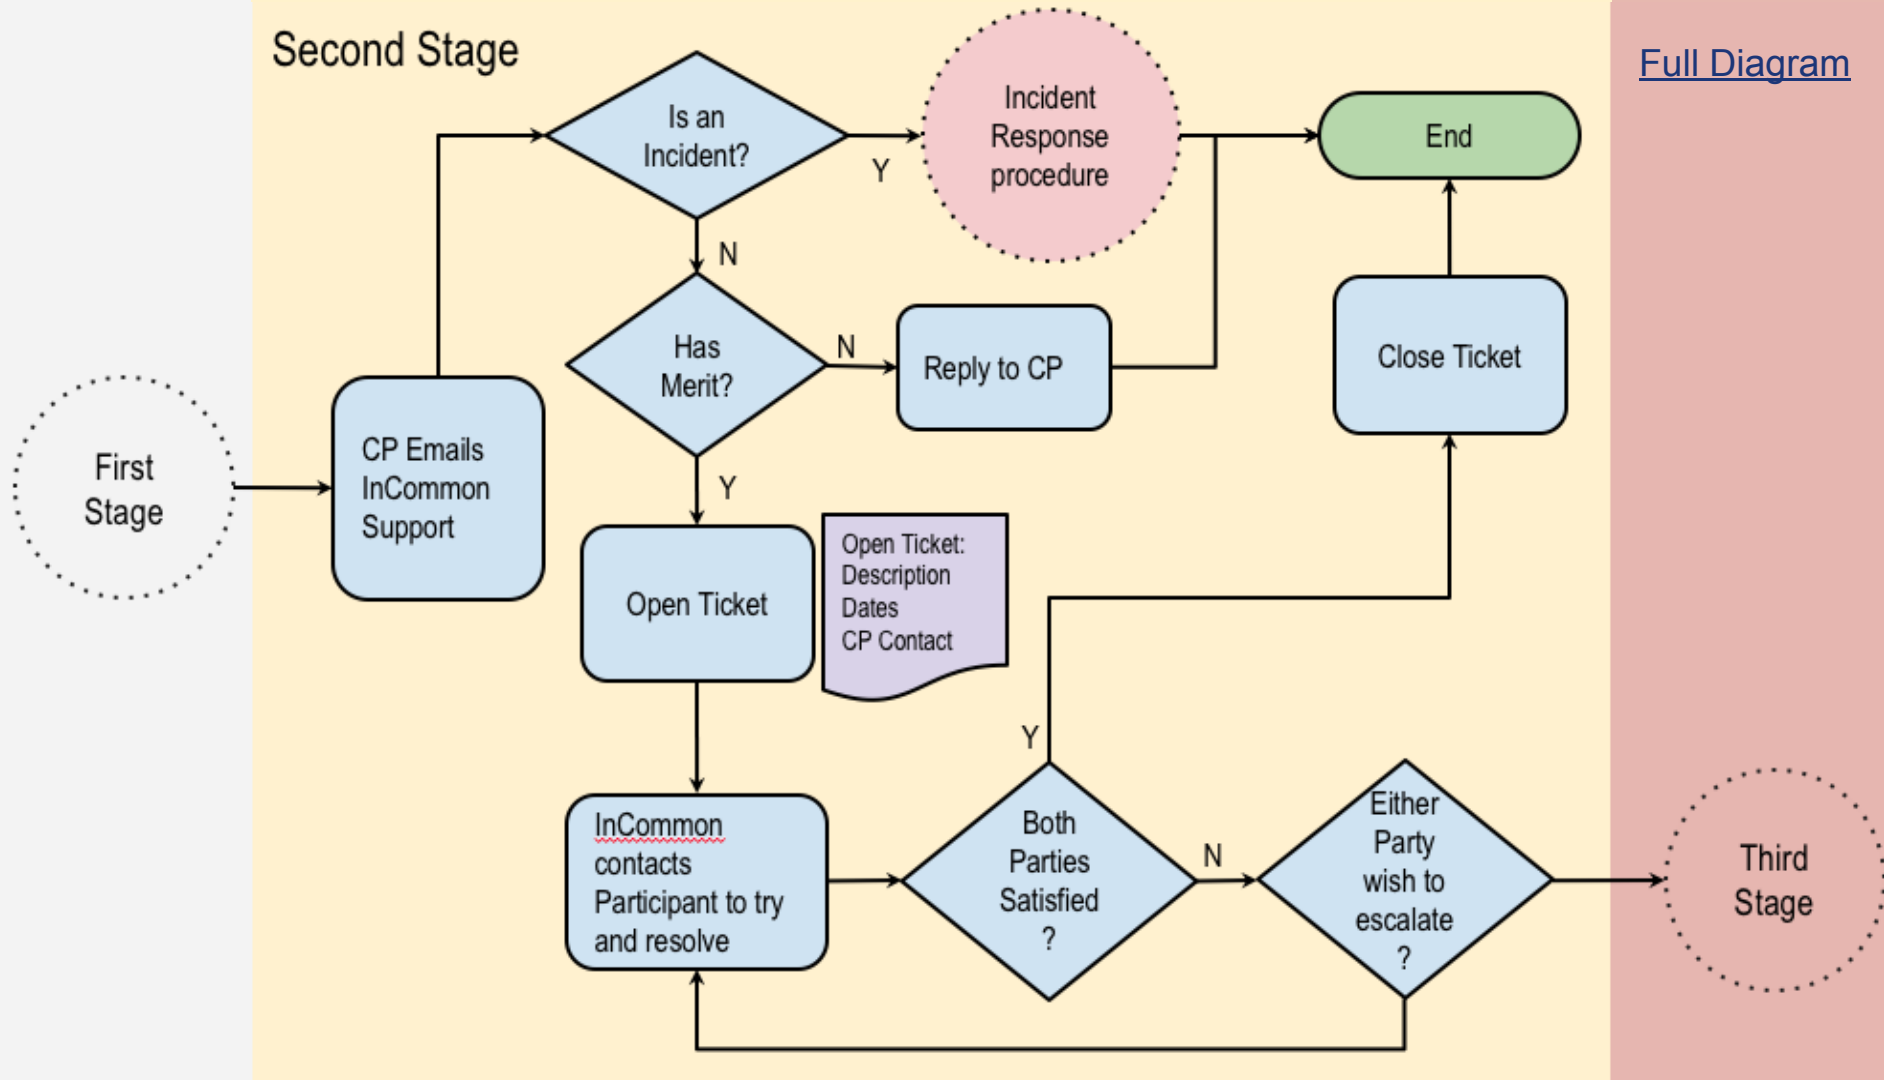 Second Stage
Full Diagram
Is an
Incident?
Y
Incident
Response
procedure
End
N
Has
Merit?
N
Reply to CP
Close Ticket
First
Stage
CP Emails
InCommon
Support
Y
Open Ticket
Open Ticket:
Description
Dates
CP Contact
InCommon
contacts
Participant to try
and resolve
Y
Both
Parties
Satisfied
?
N
Either
Party
wish to
escalate
?
Third
Stage